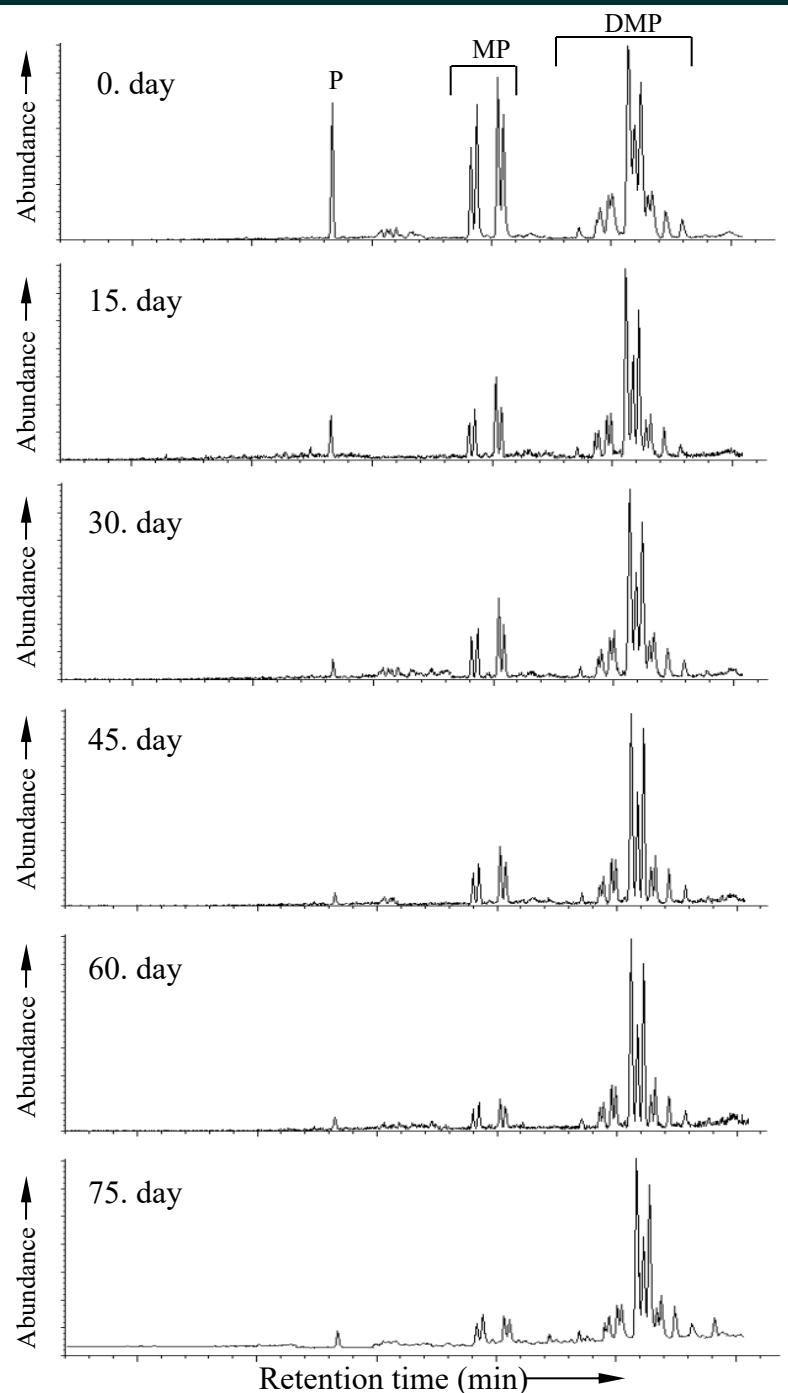 DMP
MP
P
0. day
Abundance
15. day
Abundance
30. day
Abundance
45. day
Abundance
60. day
Abundance
75. day
Abundance
Retention time (min)